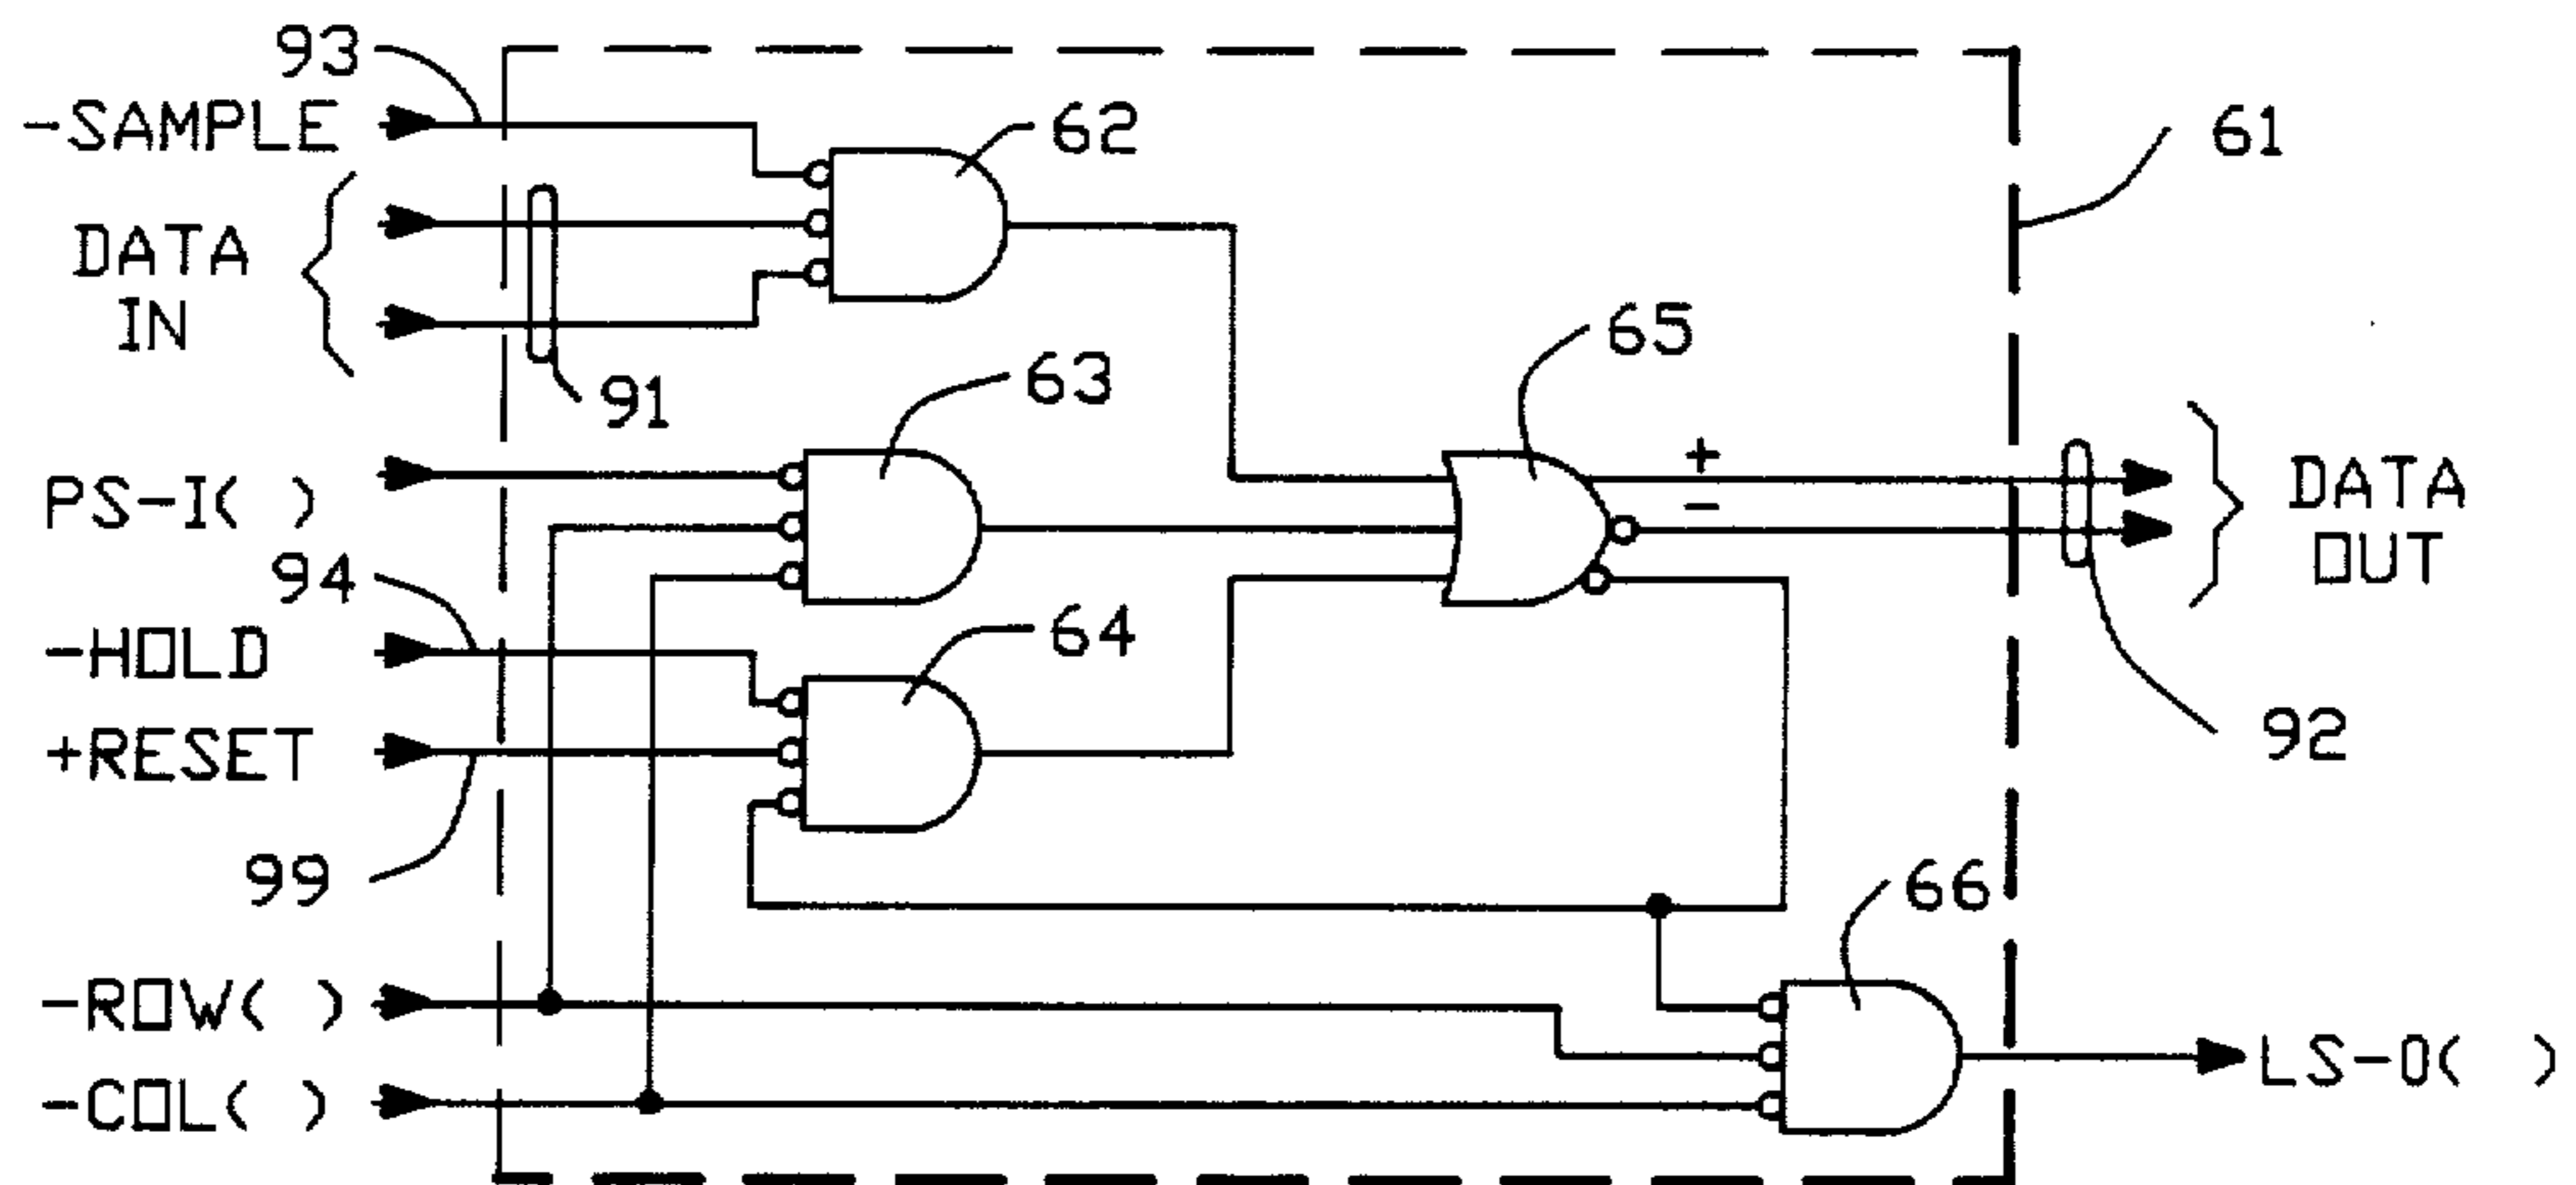 93
-SAMPLE
62
61
DATA
IN
65
63
91
+
-
DATA
OUT
PS-I( )
94
64
-HOLD
+RESET
92
99
66
-ROW( )
-COL( )
LS-0( )